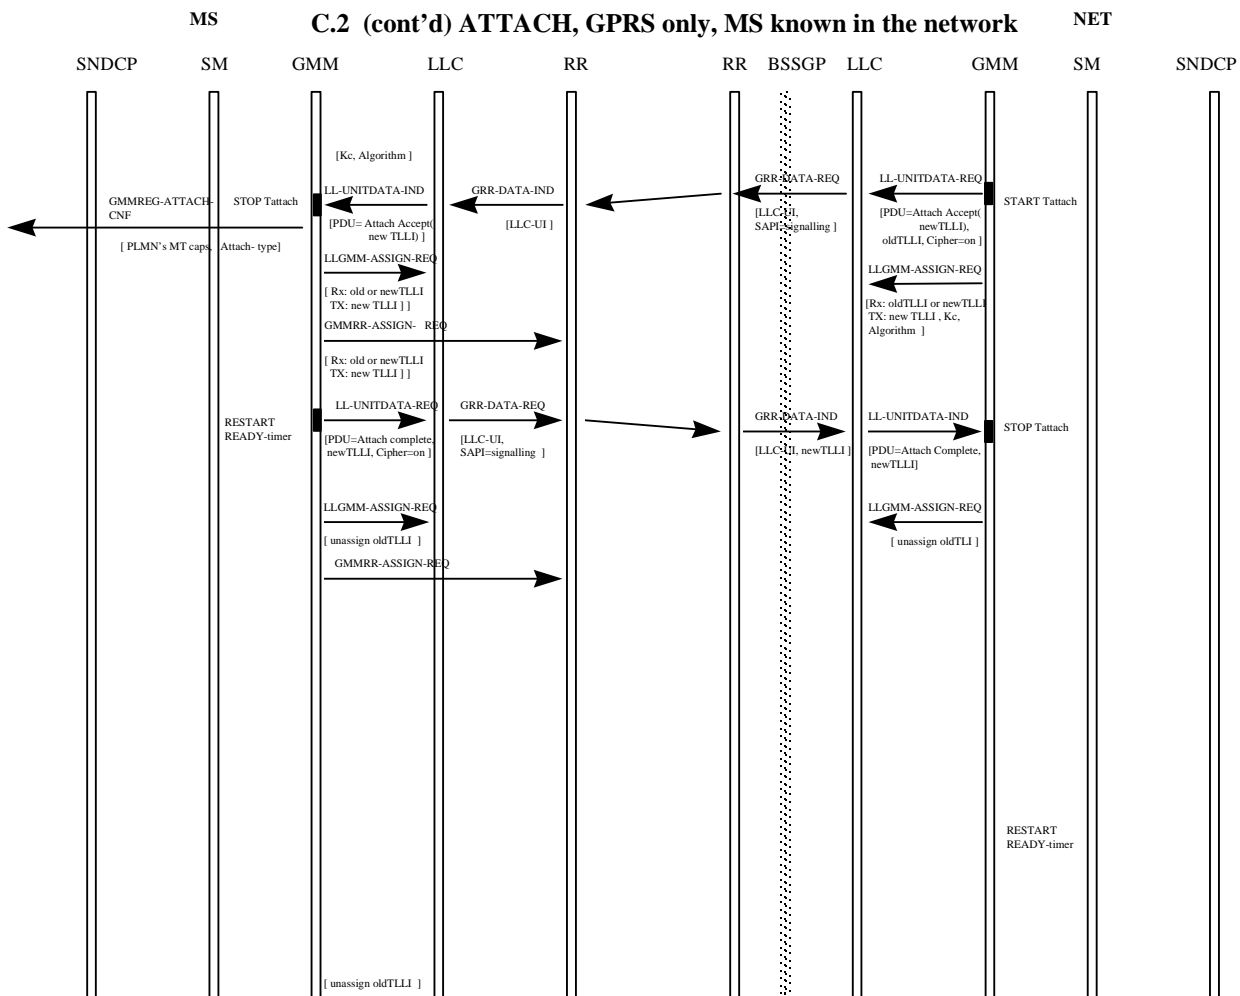 MS
C.2 (cont'd) ATTACH, GPRS only, MS known in the network
NET
SNDCP
SM
GMM
LLC
RR
RR
BSSGP
LLC
GMM
SM
SNDCP
[Kc, Algorithm ]
GMMREG-ATTACH-
CNF
STOP Tattach
LL-UNITDATA-IND
GRR-DATA-IND
GRR-DATA-REQ
LL-UNITDATA-REQ
START Tattach
[ PLMN's MT caps, Attach- type]
[PDU= Attach Accept(
new TLLI) ]
[LLC-UI ]
[LLC-UI,
SAPI=signalling ]
[PDU=Attach Accept(
newTLLI),
oldTLLI, Cipher=on ]
LLGMM-ASSIGN-REQ
LLGMM-ASSIGN-REQ
[ Rx: old or newTLLI
TX: new TLLI ] ]
[Rx: oldTLLI or newTLLI
TX: new TLLI , Kc,
Algorithm ]
GMMRR-ASSIGN- REQ
[ Rx: old or newTLLI
TX: new TLLI ] ]
RESTART
READY-timer
LL-UNITDATA-REQ
GRR-DATA-REQ
GRR-DATA-IND
LL-UNITDATA-IND
STOP Tattach
[PDU=Attach complete,
newTLLI, Cipher=on ]
[LLC-UI,
SAPI=signalling ]
[LLC-UI, newTLLI ]
[PDU=Attach Complete,
newTLLI]
LLGMM-ASSIGN-REQ
LLGMM-ASSIGN-REQ
[ unassign oldTLLI ]
[ unassign oldTLI ]
GMMRR-ASSIGN-REQ
RESTART
READY-timer
[ unassign oldTLLI ]